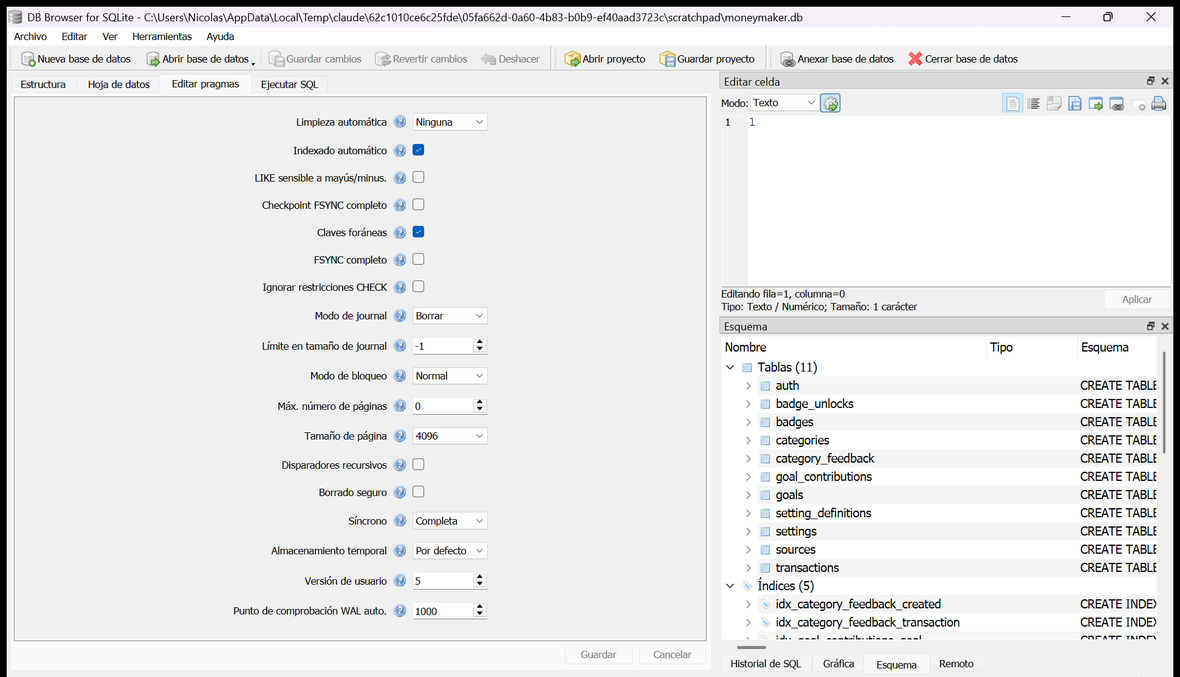 DB Browser for SQLite - C:\Users\Nicolas\AppData\Local\Temp\claude\62c1010ce6c25fde\05fa662d-0a60-4b83-b0b9-ef40aad3723c\scratchpad\moneymaker.db
Archivo Editar Ver Herramientas Ayuda
Nueva base de datos Abrir base de datos Guardar cambios Revertir cambios Deshacer Abrir proyecto Guardar proyecto Anexar base de datos Cerrar base de datos
Estructura Hoja de datos Editar pragmas Ejecutar SQL
Limpieza automática Ninguna
Indexado automático
LIKE sensible a mayús/minus.
Checkpoint FSYNC completo
Claves foráneas
FSYNC completo
Ignorar restricciones CHECK
Modo de journal Borrar
Límite en tamaño de journal -1
Modo de bloqueo Normal
Máx. número de páginas 0
Tamaño de página 4096
Disparadores recursivos
Borrado seguro
Síncrono Completa
Almacenamiento temporal Por defecto
Versión de usuario 5
Punto de comprobación WAL auto. 1000
Guardar Cancelar
Editar celda
Modo: Texto
1 1
Editando fila=1, columna=0
Tipo: Texto / Numérico; Tamaño: 1 carácter
Aplicar
Esquema
Nombre Tipo Esquema
Tablas (11)
auth CREATE TABLE
badge_unlocks CREATE TABLE
badges CREATE TABLE
categories CREATE TABLE
category_feedback CREATE TABLE
goal_contributions CREATE TABLE
goals CREATE TABLE
setting_definitions CREATE TABLE
settings CREATE TABLE
sources CREATE TABLE
transactions CREATE TABLE
Índices (5)
idx_category_feedback_created CREATE INDEX
idx_category_feedback_transaction CREATE INDEX
idx_goal_contributions_goal CREATE INDEX
Historial de SQL Gráfica Esquema Remoto